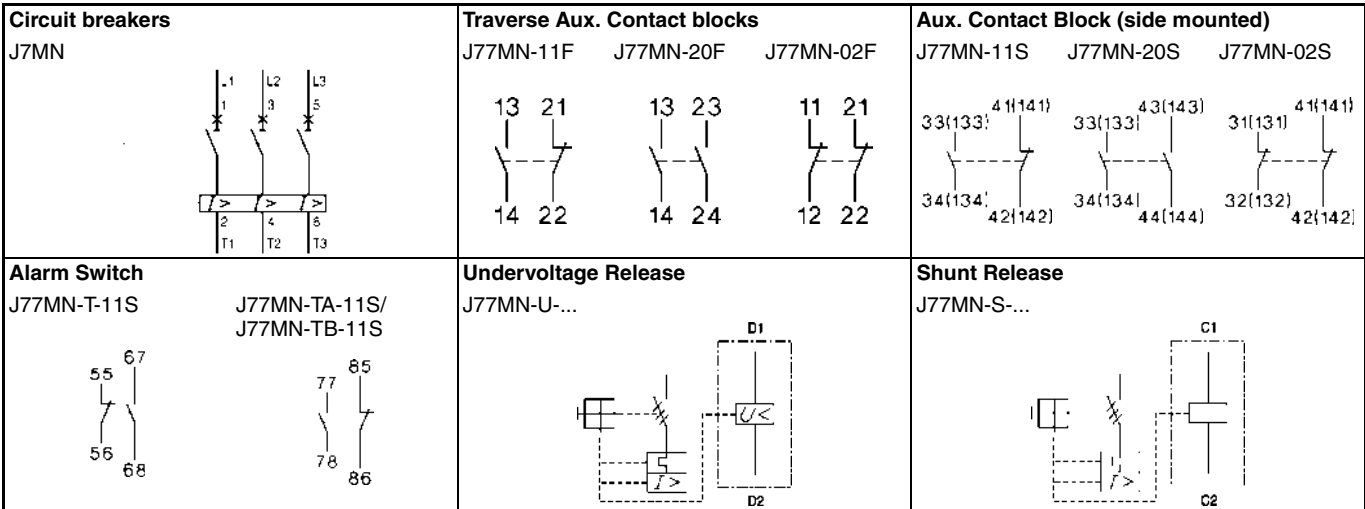 Circuit breakers
J7MN
L1 L2 L3
1 3 5
2 4 6
T1 T2 T3
Traverse Aux. Contact blocks
J77MN-11F J77MN-20F J77MN-02F
13 21 13 23 11 21
14 22 14 24 12 22
Aux. Contact Block (side mounted)
J77MN-11S J77MN-20S J77MN-02S
41(141) 43(143) 41(141)
33(133) 33(133) 31(131)
34(134) 34(134) 32(132)
42(142) 44(144) 42(142)
Alarm Switch
J77MN-T-11S J77MN-TA-11S/
J77MN-TB-11S
67 85
55 77
56 78
68 86
Undervoltage Release
J77MN-U-...
D1
U<
I>
D2
Shunt Release
J77MN-S-...
C1
I>
C2